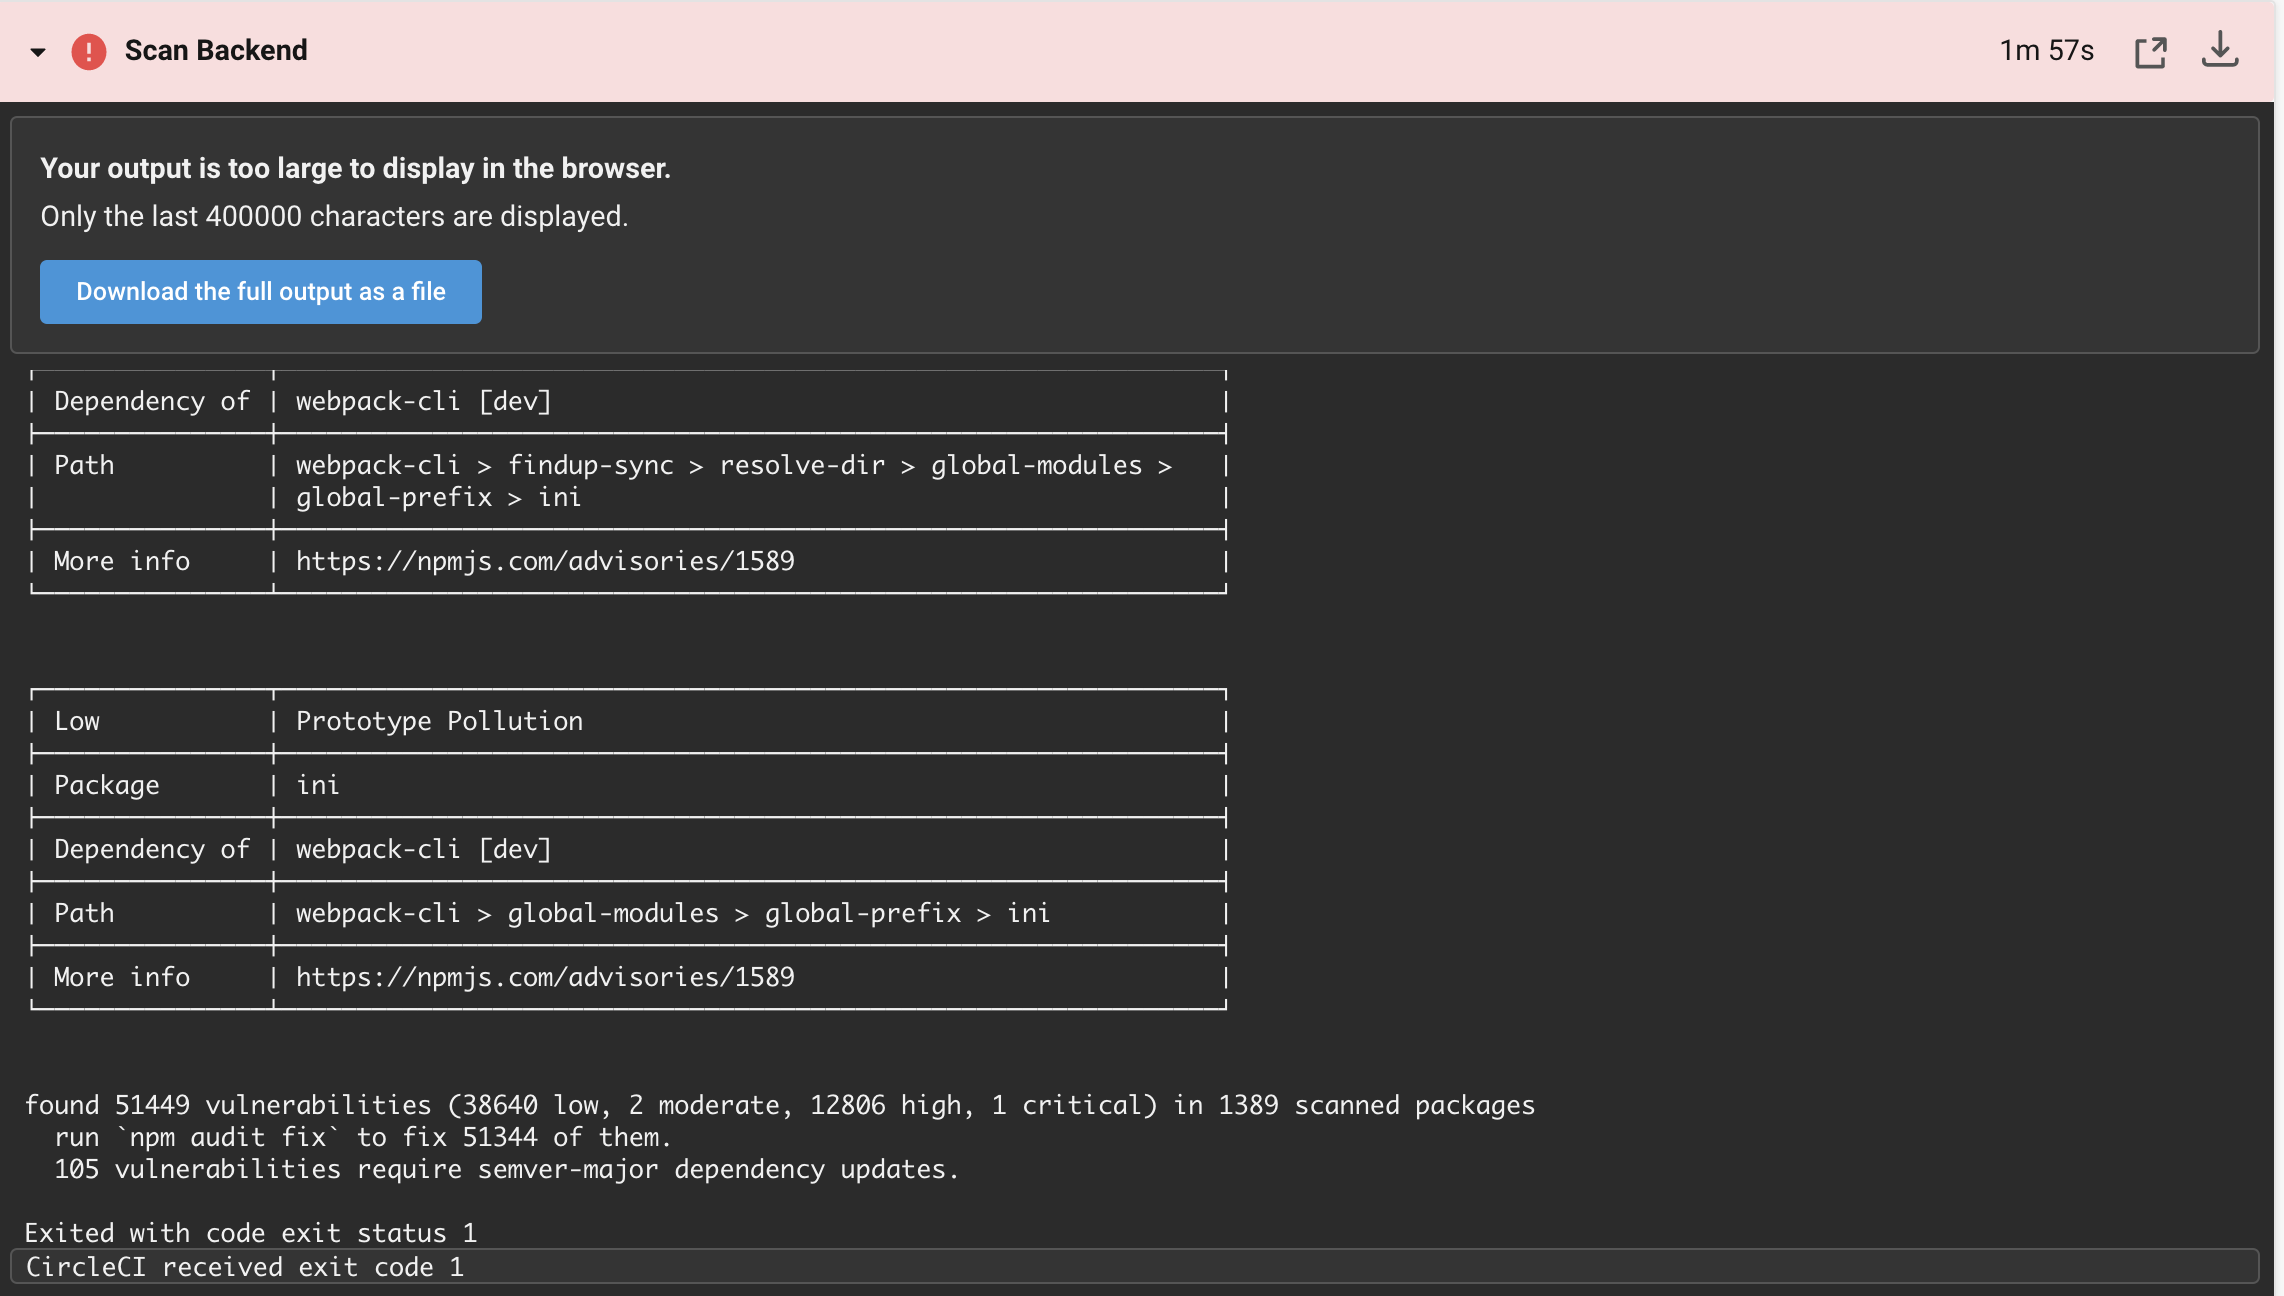 Scan Backend
1m 57s
Your output is too large to display in the browser.
Only the last 400000 characters are displayed.
Download the full output as a file
| Dependency of | webpack-cli [dev] |
| Path | webpack-cli > findup-sync > resolve-dir > global-modules > |
| | global-prefix > ini |
| More info | https://npmjs.com/advisories/1589 |
| Low | Prototype Pollution |
| Package | ini |
| Dependency of | webpack-cli [dev] |
| Path | webpack-cli > global-modules > global-prefix > ini |
| More info | https://npmjs.com/advisories/1589 |
found 51449 vulnerabilities (38640 low, 2 moderate, 12806 high, 1 critical) in 1389 scanned packages
run `npm audit fix` to fix 51344 of them.
105 vulnerabilities require semver-major dependency updates.
Exited with code exit status 1
CircleCI received exit code 1